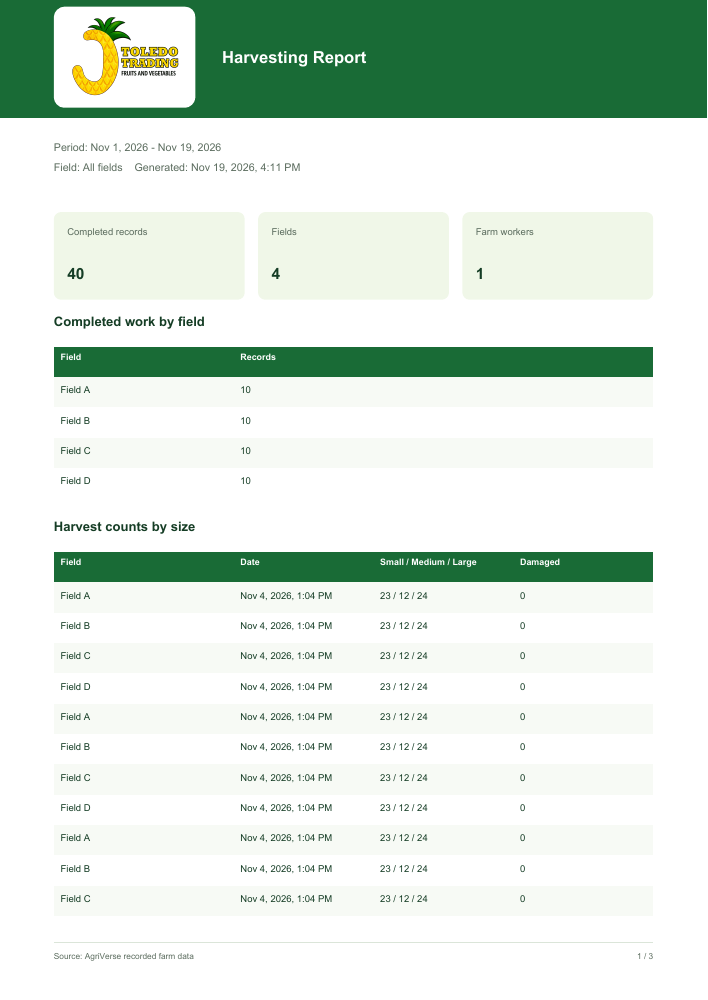 TOLEDO
TRADING
FRUITS AND VEGETABLES
Harvesting Report
Period: Nov 1, 2026 - Nov 19, 2026
Field: All fields Generated: Nov 19, 2026, 4:11 PM
Completed records Fields Farm workers
40 4 1
Completed work by field
Field Records
Field A 10
Field B 10
Field C 10
Field D 10
Harvest counts by size
Field Date Small / Medium / Large Damaged
Field A Nov 4, 2026, 1:04 PM 23 / 12 / 24 0
Field B Nov 4, 2026, 1:04 PM 23 / 12 / 24 0
Field C Nov 4, 2026, 1:04 PM 23 / 12 / 24 0
Field D Nov 4, 2026, 1:04 PM 23 / 12 / 24 0
Field A Nov 4, 2026, 1:04 PM 23 / 12 / 24 0
Field B Nov 4, 2026, 1:04 PM 23 / 12 / 24 0
Field C Nov 4, 2026, 1:04 PM 23 / 12 / 24 0
Field D Nov 4, 2026, 1:04 PM 23 / 12 / 24 0
Field A Nov 4, 2026, 1:04 PM 23 / 12 / 24 0
Field B Nov 4, 2026, 1:04 PM 23 / 12 / 24 0
Field C Nov 4, 2026, 1:04 PM 23 / 12 / 24 0
Source: AgriVerse recorded farm data 1 / 3